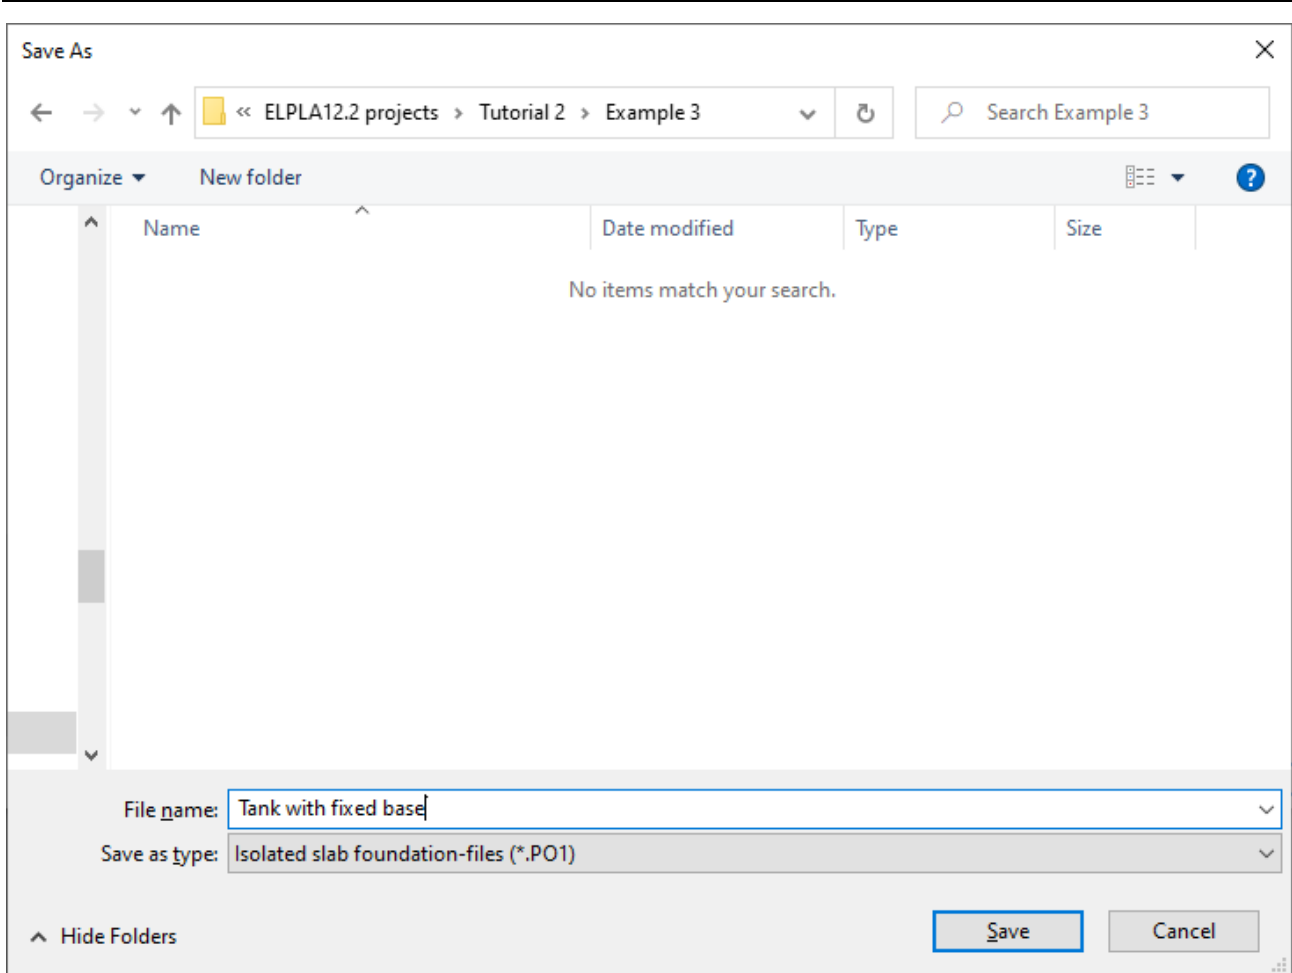 Save As
« ELPLA12.2 projects > Tutorial 2 > Example 3
Search Example 3
Organize
New folder
?
Name
Date modified
Type
Size
No items match your search.
File name:
Tank with fixed base
Save as type:
Isolated slab foundation-files (*.PO1)
Hide Folders
Save
Cancel